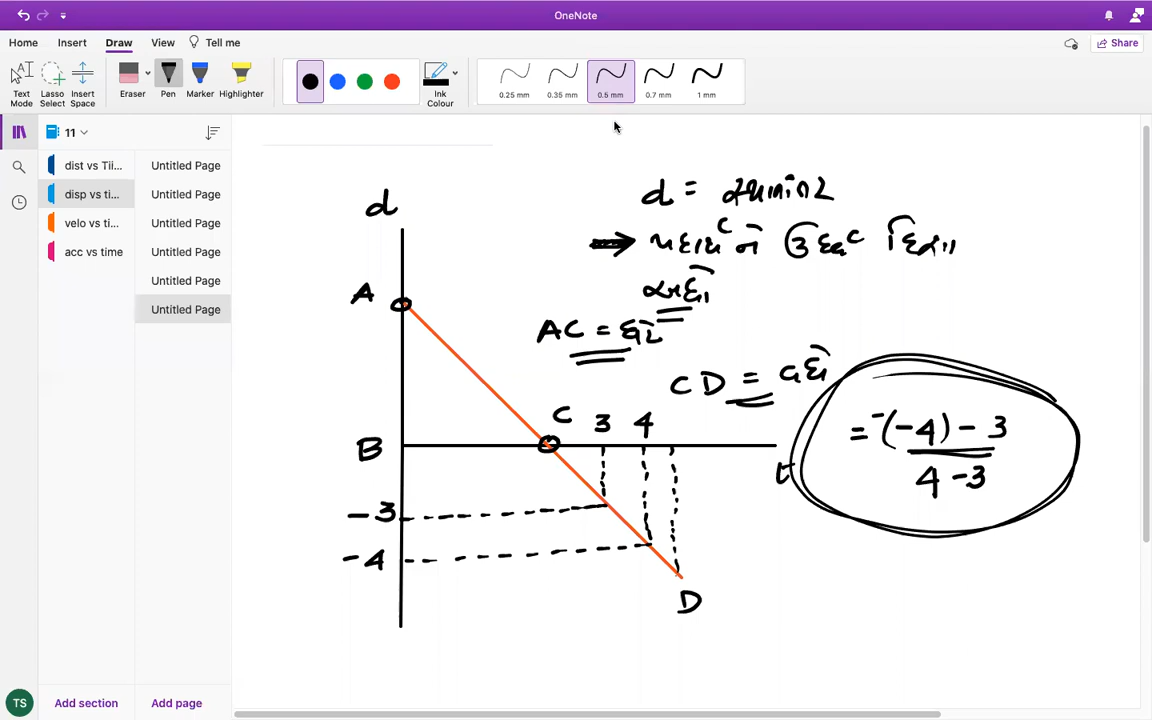 OneNote
Home Insert Draw View Tell me
Share
Text Mode
Lasso Select
Insert Space
Eraser
Pen
Marker
Highlighter
Ink Colour
0.25 mm
0.35 mm
0.5 mm
0.7 mm
1 mm
11
dist vs Tii...
disp vs ti...
velo vs ti...
acc vs time
Untitled Page
Untitled Page
Untitled Page
Untitled Page
Untitled Page
Untitled Page
d
d =
A
AC =
CD =
C 3 4
B
t
= -(-4) - 3
4 - 3
-3
-4
D
TS
Add section
Add page